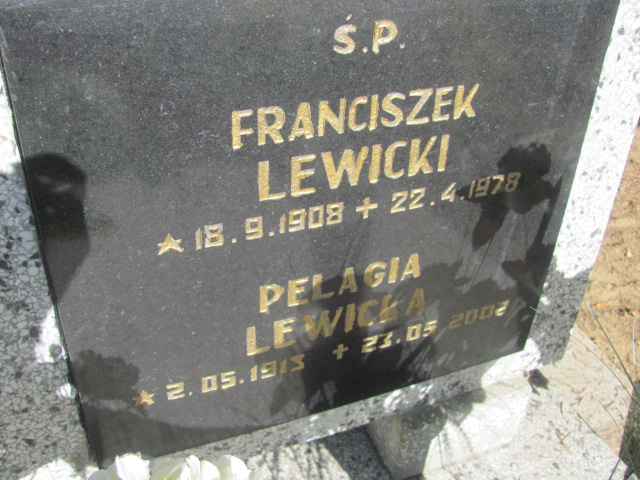 Ś.P.
FRANCISZEK
LEWICKI
★ 18.9.1908 + 22.4.1978
PELAGIA
LEWICKA
★ 2.05.1913 + 23.05.2002